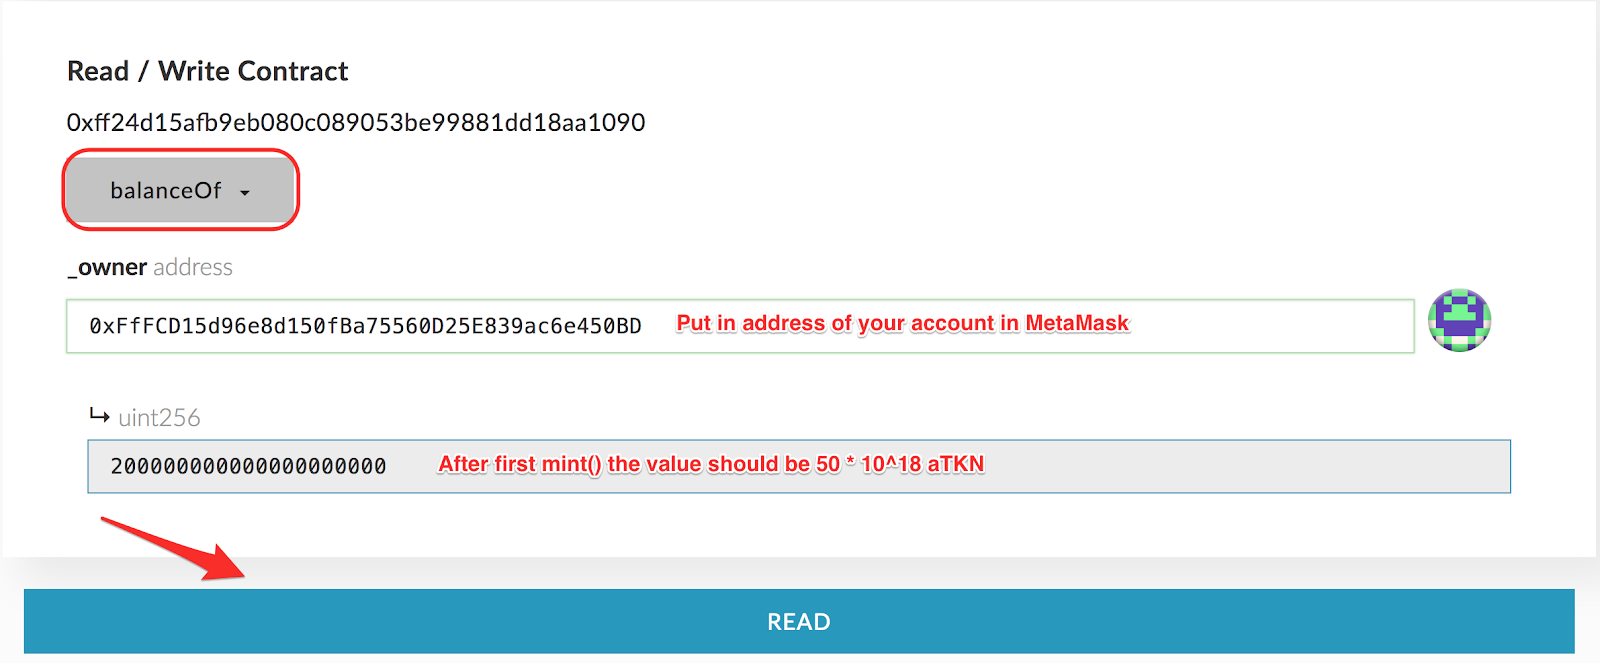 Read / Write Contract
0xff24d15afb9eb080c089053be99881dd18aa1090
balanceOf
_owner address
0xFfFCD15d96e8d150fBa75560D25E839ac6e450BD Put in address of your account in MetaMask
uint256
200000000000000000000 After first mint() the value should be 50 * 10^18 aTKN
READ